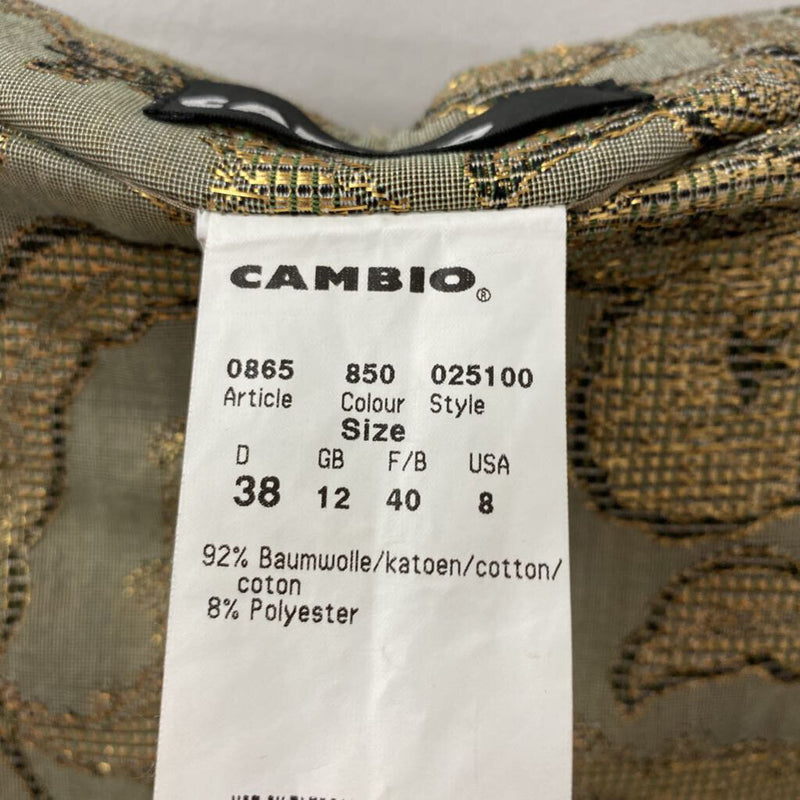 CAMBIO®
0865 850 025100
Article Colour Style
Size
D GB F/B USA
38 12 40 8
92% Baumwolle/katoen/cotton/
coton
8% Polyester